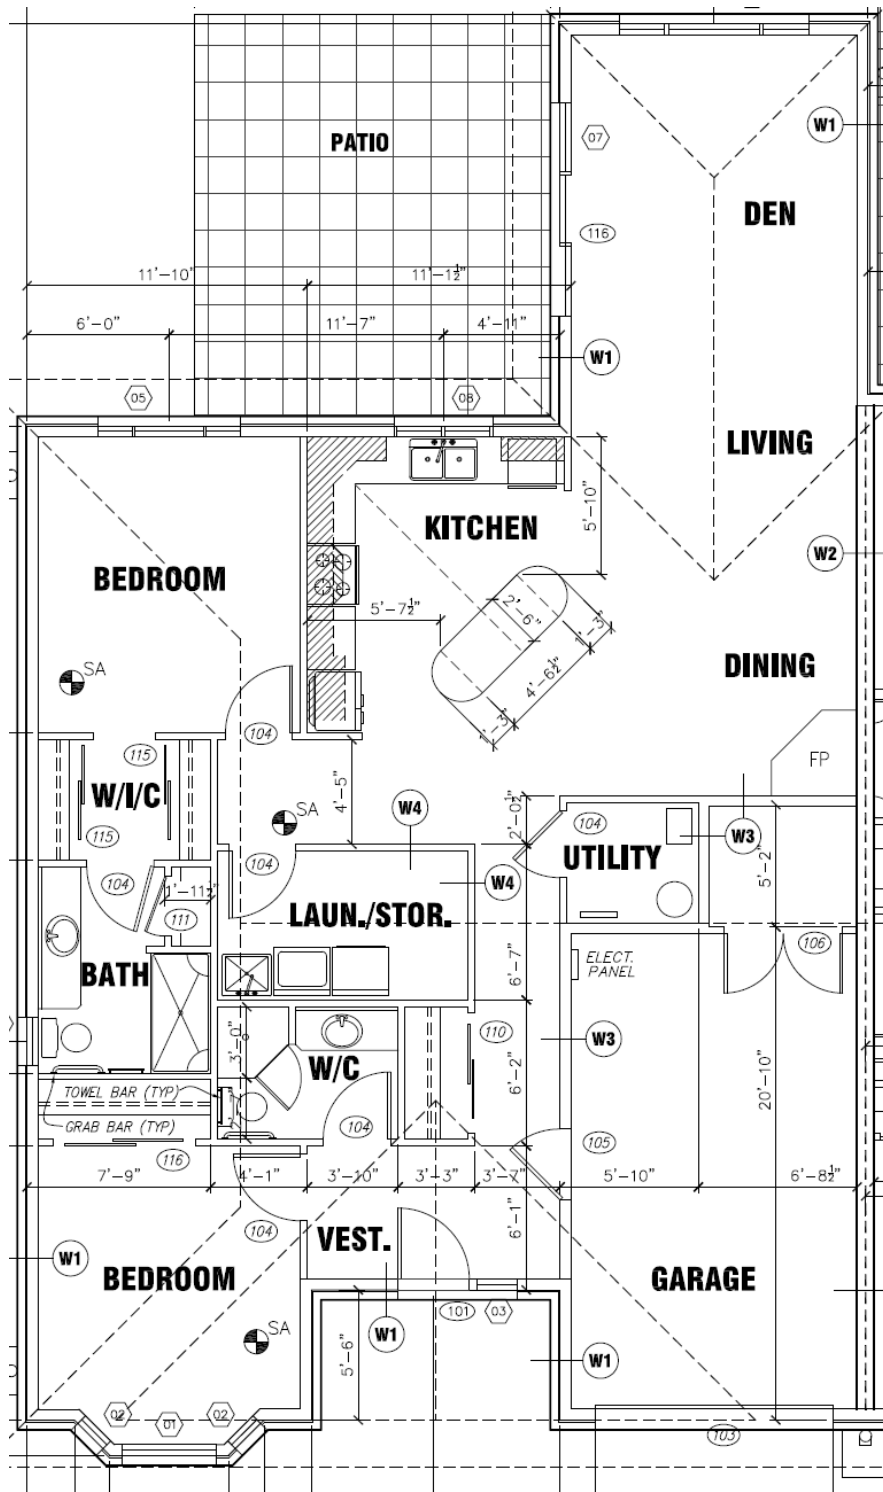 PATIO
W1
07
DEN
116
11'-10"
11'-1½"
6'-0"
11'-7"
4'-11"
W1
05
08
LIVING
KITCHEN
5'-10"
W2
BEDROOM
5'-7½"
2'-6"
1'-3"
4'-6½"
1'-3"
DINING
SA
104
115
FP
W/I/C
4'-5"
W4
2'-0½"
SA
104
W3
115
UTILITY
5'-2"
104
104
W4
1'-11½"
111
LAUN./STOR.
106
BATH
ELECT.
PANEL
6'-7"
3'-0"
110
W3
W/C
6'-2"
TOWEL BAR (TYP)
20'-10"
GRAB BAR (TYP)
104
105
116
7'-9"
4'-1"
3'-10"
3'-3"
3'-7"
5'-10"
6'-8½"
104
VEST.
6'-1"
W1
BEDROOM
GARAGE
101
03
SA
W1
5'-6"
W1
02
01
02
103